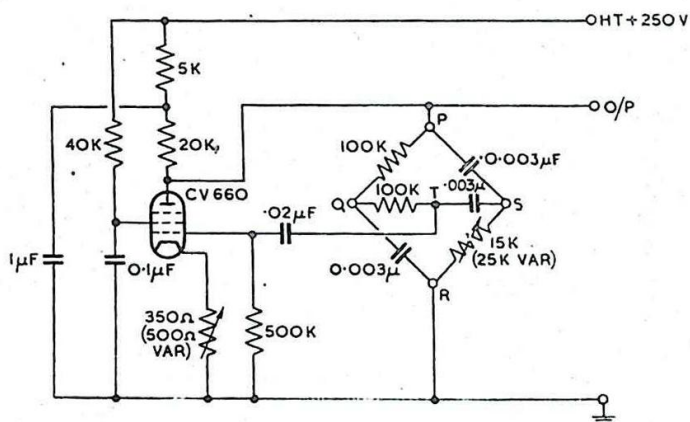 HT+250V
5K
O/P
P
40K
20K
100K
0.003µF
CV660
100K
T
.003µ
Q
S
.02µF
15K
(25K VAR)
1µF
0.1µF
0.003µ
R
350Ω
(500Ω
VAR)
500K